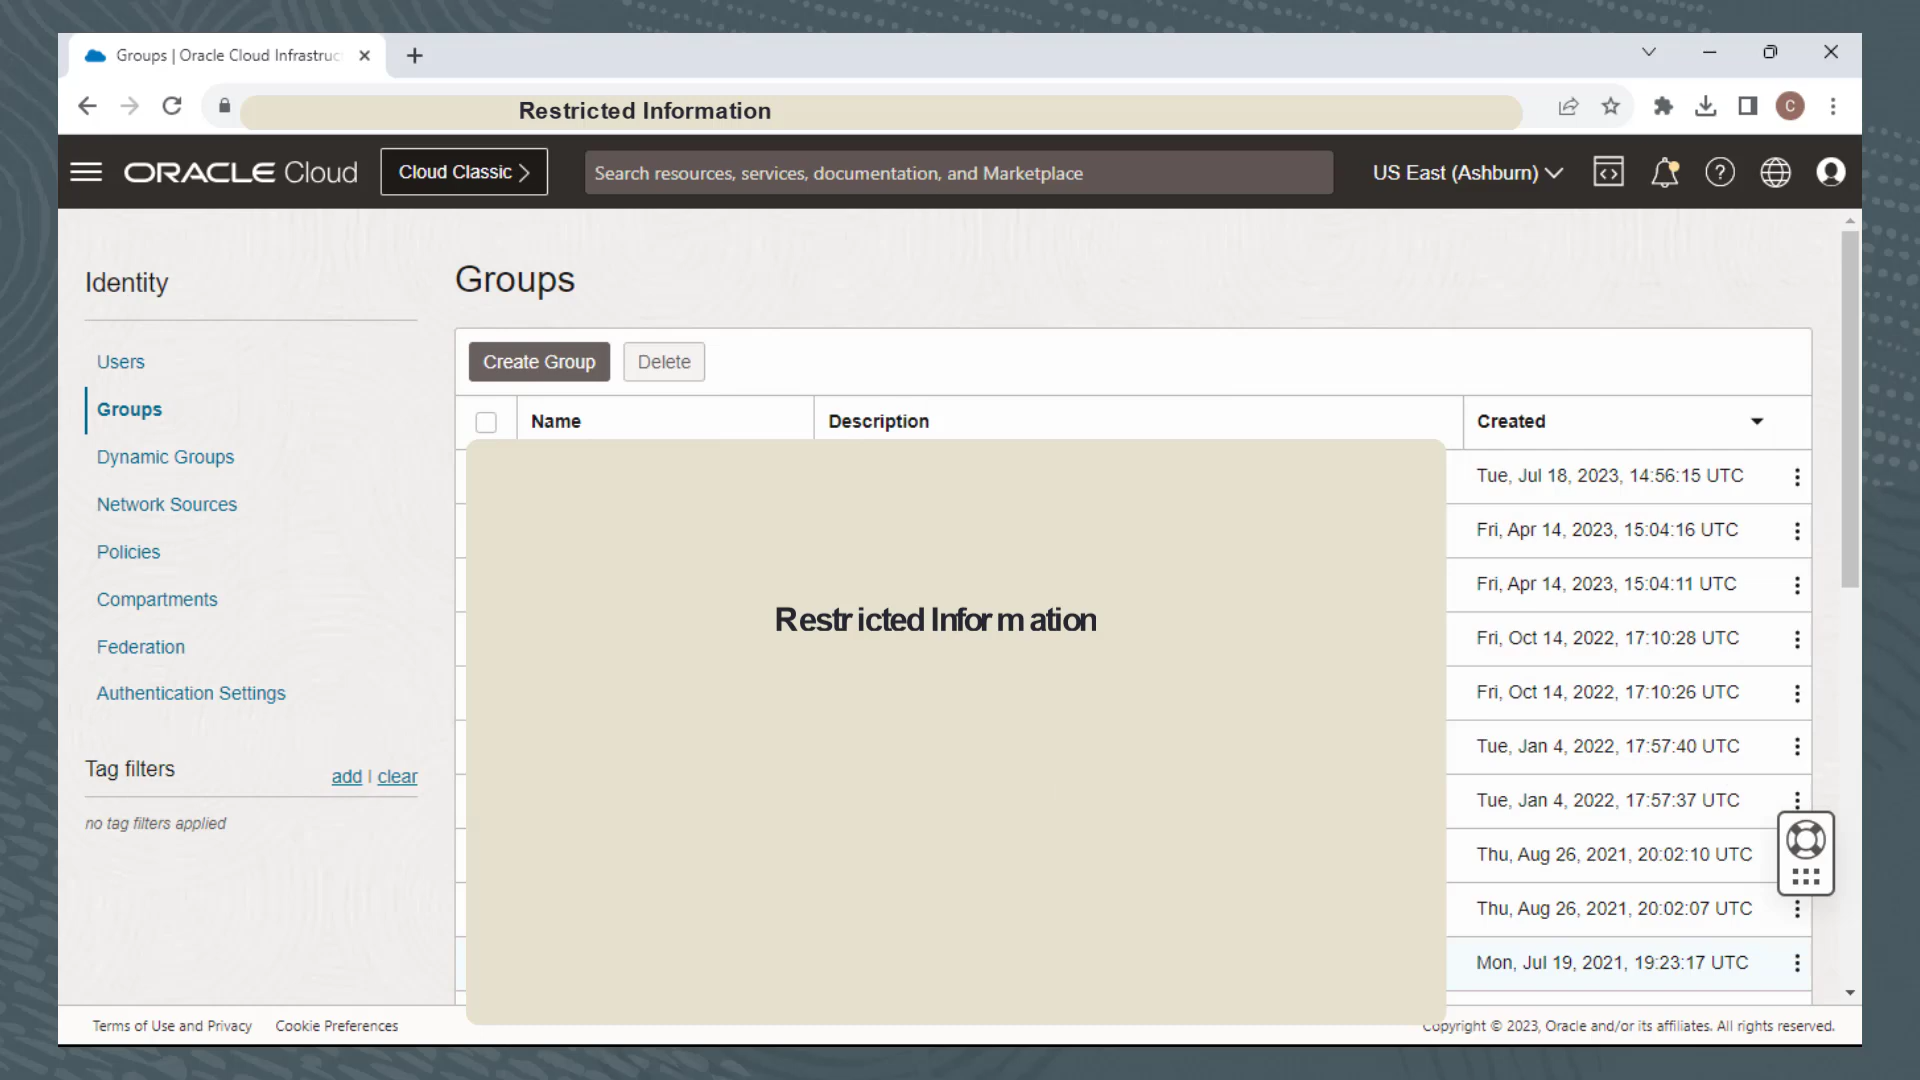 Groups | Oracle Cloud Infrastruc
Restricted Information
C
ORACLE Cloud
Cloud Classic >
Search resources, services, documentation, and Marketplace
US East (Ashburn)
Identity
Users
Groups
Dynamic Groups
Network Sources
Policies
Compartments
Federation
Authentication Settings
Tag filters
add | clear
no tag filters applied
Groups
Create Group Delete
Name Description Created
Restricted Information
Tue, Jul 18, 2023, 14:56:15 UTC
Fri, Apr 14, 2023, 15:04:16 UTC
Fri, Apr 14, 2023, 15:04:11 UTC
Fri, Oct 14, 2022, 17:10:28 UTC
Fri, Oct 14, 2022, 17:10:26 UTC
Tue, Jan 4, 2022, 17:57:40 UTC
Tue, Jan 4, 2022, 17:57:37 UTC
Thu, Aug 26, 2021, 20:02:10 UTC
Thu, Aug 26, 2021, 20:02:07 UTC
Mon, Jul 19, 2021, 19:23:17 UTC
Terms of Use and Privacy Cookie Preferences
Copyright © 2023, Oracle and/or its affiliates. All rights reserved.